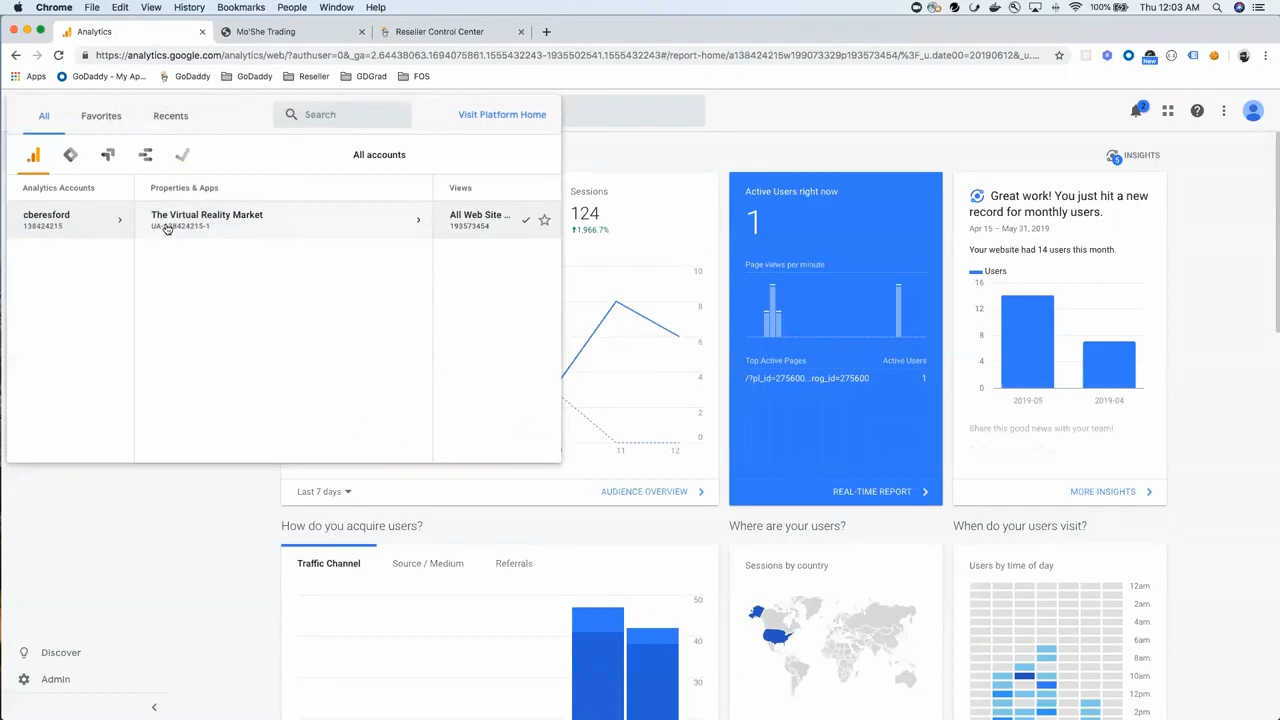 Chrome File Edit View History Bookmarks People Window Help 100% Thu 12:03 AM
Analytics Mo'She Trading Reseller Control Center
https://analytics.google.com/analytics/web/?authuser=0&_ga=2.64438063.1694075861.1555432243-1935502541.1555432243#/report-home/a138424215w199073329p193573454/%3F_u.date00=20190612&_u.... New
Apps GoDaddy - My Ap... GoDaddy GoDaddy Reseller GDGrad FOS
All Favorites Recents Search Visit Platform Home
2
All accounts
INSIGHTS
5
Analytics Accounts Properties & Apps Views
cberesford The Virtual Reality Market All Web Site ...
138424215 193573454
Sessions
124
1,966.7%
10
8
6
4
2
0
11 12
Last 7 days AUDIENCE OVERVIEW
Active Users right now
1
Page views per minute
Top Active Pages Active Users
/?pl_id=275600...rog_id=275600 1
REAL-TIME REPORT
Great work! You just hit a new
record for monthly users.
Apr 15 – May 31, 2019
Your website had 14 users this month.
Users
16
12
8
4
0
2019-05 2019-04
Share this good news with your team!
MORE INSIGHTS
How do you acquire users? Where are your users? When do your users visit?
Traffic Channel Source / Medium Referrals
50
40
30
Sessions by country
Users by time of day
12am
2am
4am
6am
8am
10am
12pm
2pm
Discover
Admin